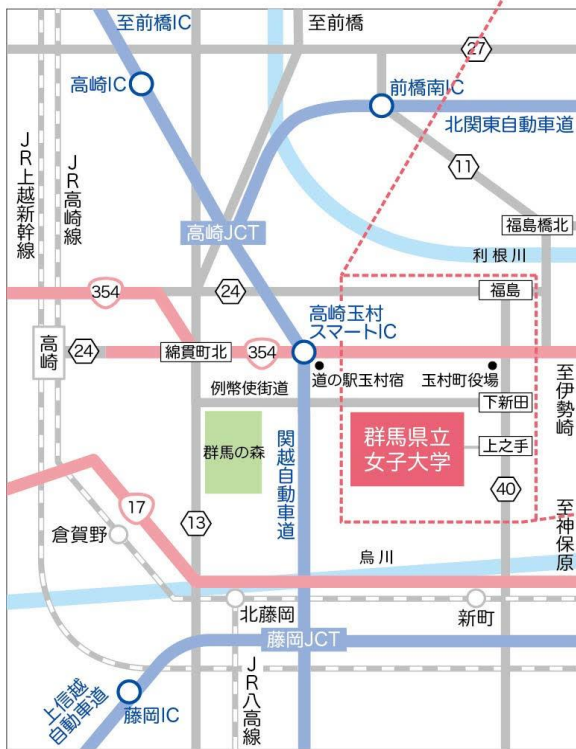 至前橋IC
至前橋
27
高崎IC
前橋南IC
北関東自動車道
JR上越新幹線
JR高崎線
11
高崎JCT
福島橋北
利根川
354
24
福島
高崎玉村
スマートIC
高崎
24
綿貫町北
354
道の駅玉村宿
玉村町役場
至伊勢崎
例幣使街道
下新田
群馬の森
関越自動車道
群馬県立
女子大学
上之手
17
13
40
至神保原
倉賀野
烏川
北藤岡
新町
藤岡JCT
上信越
自動車道
藤岡IC
JR八高線